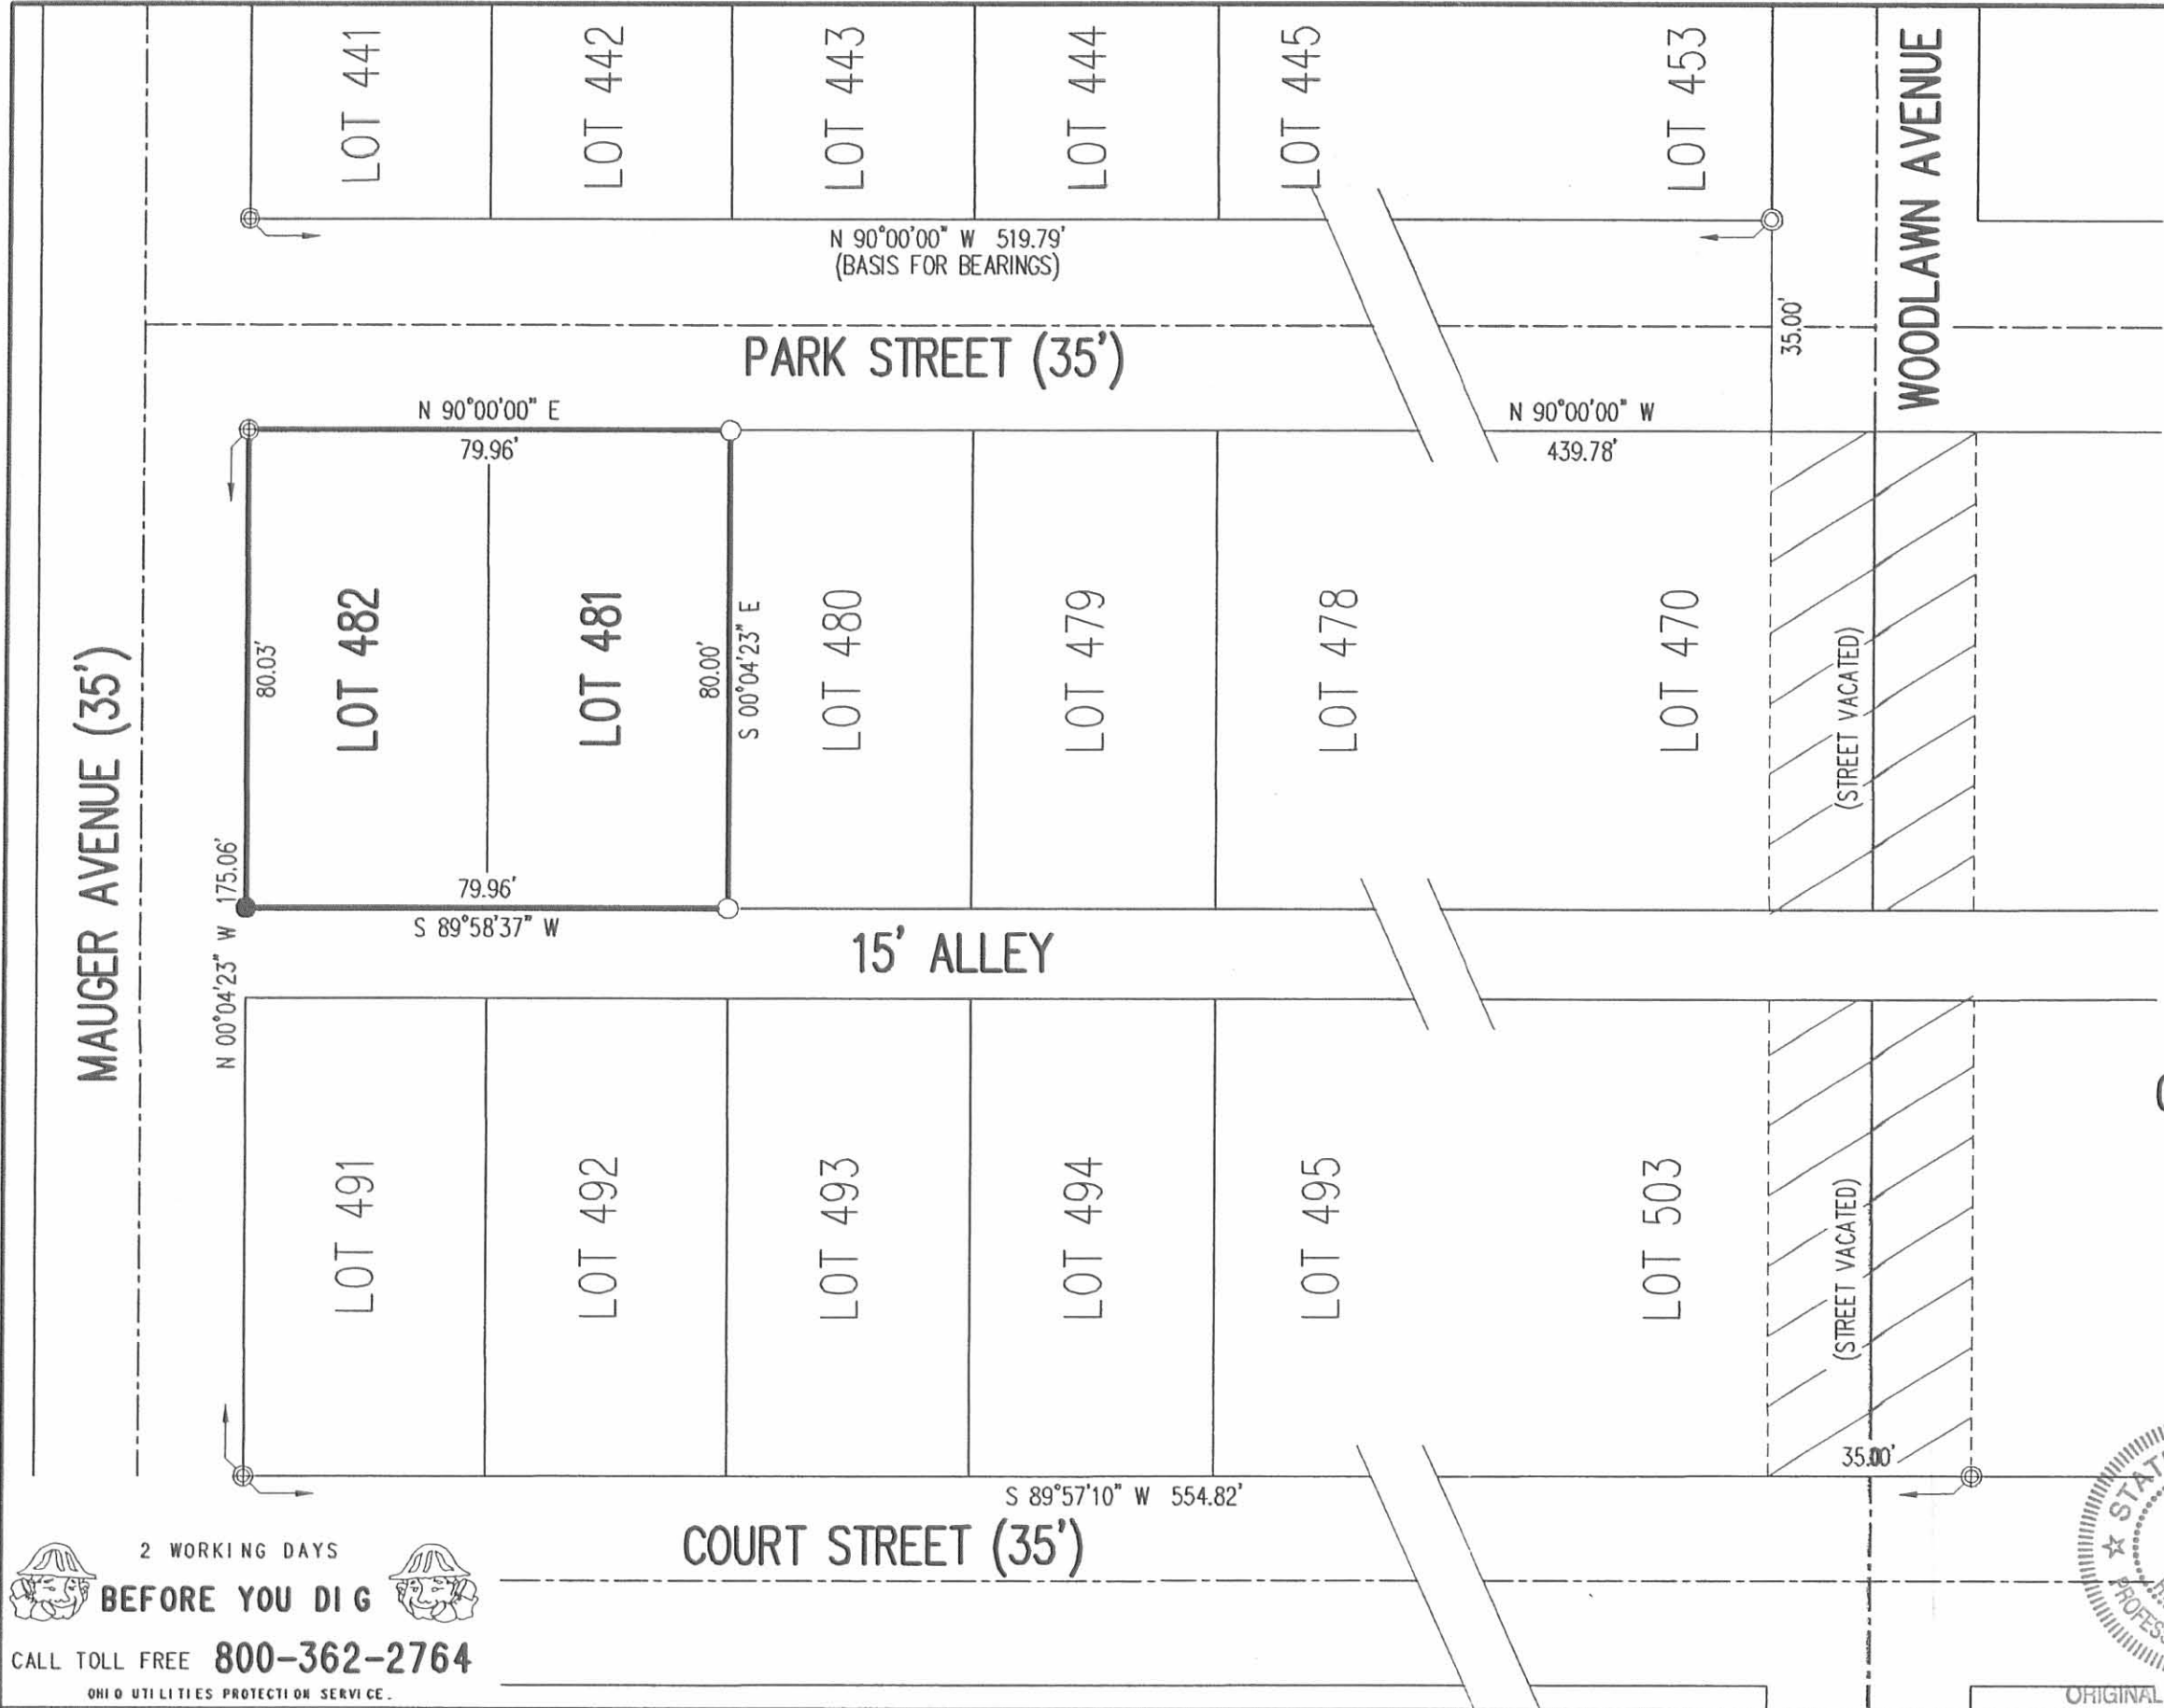 LOT 441
LOT 442
LOT 443
LOT 444
LOT 445
LOT 453
WOODLAWN AVENUE
N 90°00'00" W 519.79'
(BASIS FOR BEARINGS)
35.00'
PARK STREET (35')
N 90°00'00" E
79.96'
N 90°00'00" W
439.78'
MAUGER AVENUE (35')
80.03'
LOT 482
LOT 481
80.00'
S 00°04'23" E
LOT 480
LOT 479
LOT 478
LOT 470
(STREET VACATED)
79.96'
S 89°58'37" W
N 00°04'23" W 175.06'
15' ALLEY
LOT 491
LOT 492
LOT 493
LOT 494
LOT 495
LOT 503
(STREET VACATED)
35.00'
S 89°57'10" W 554.82'
COURT STREET (35')
2 WORKING DAYS
BEFORE YOU DIG
CALL TOLL FREE 800-362-2764
OHIO UTILITIES PROTECTION SERVICE.
ORIGINAL